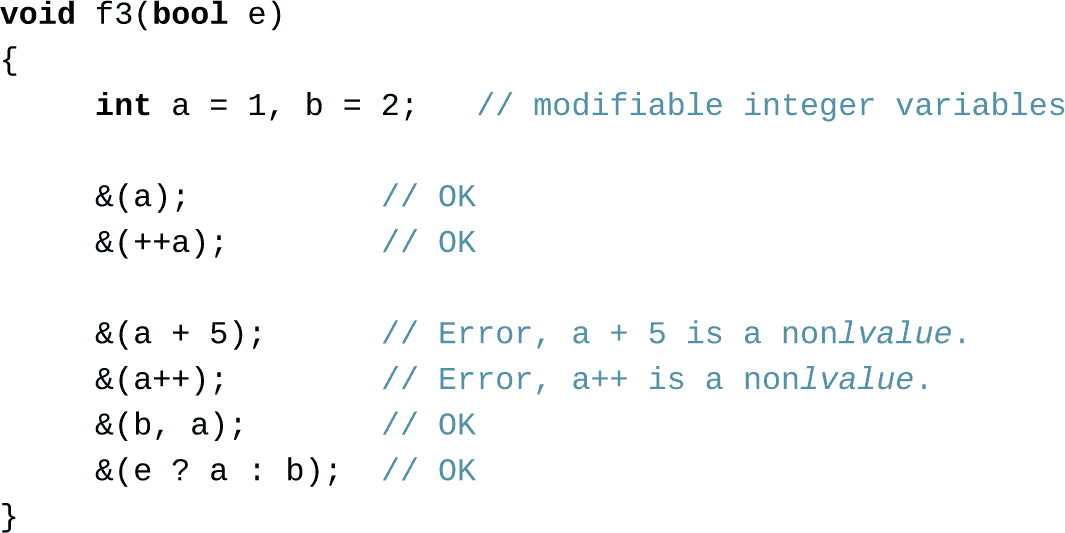 void f3(bool e)
{
     int a = 1, b = 2;   // modifiable integer variables

     &(a);          // OK
     &(++a);        // OK

     &(a + 5);      // Error, a + 5 is a nonlvalue.
     &(a++);        // Error, a++ is a nonlvalue.
     &(b, a);       // OK
     &(e ? a : b);  // OK
}